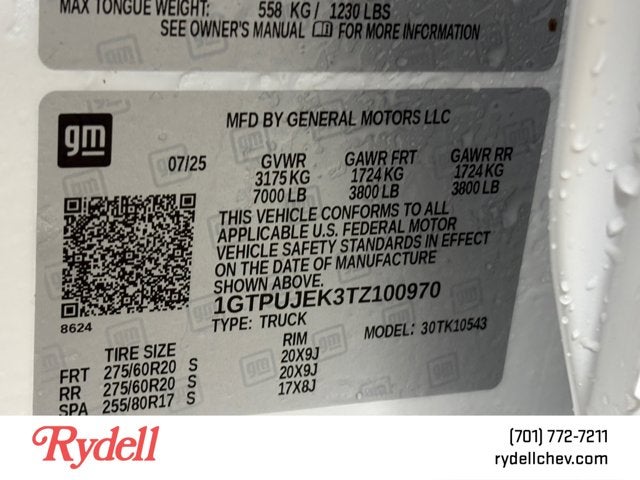 MAX TONGUE WEIGHT: 558 KG/ 1230 LBS
SEE OWNER'S MANUAL FOR MORE INFORMATION
gm
MFD BY GENERAL MOTORS LLC
07/25 GVWR GAWR FRT GAWR RR
3175 KG 1724 KG 1724 KG
7000 LB 3800 LB 3800 LB
THIS VEHICLE CONFORMS TO ALL
APPLICABLE U.S. FEDERAL MOTOR
VEHICLE SAFETY STANDARDS IN EFFECT
ON THE DATE OF MANUFACTURE
SHOWN ABOVE.
1GTPUJEK3TZ100970
8624
TYPE: TRUCK MODEL: 30TK10543
TIRE SIZE RIM
FRT 275/60R20 S 20X9J
RR 275/60R20 S 20X9J
SPA 255/80R17 S 17X8J
Rydell
(701) 772-7211
rydellchev.com